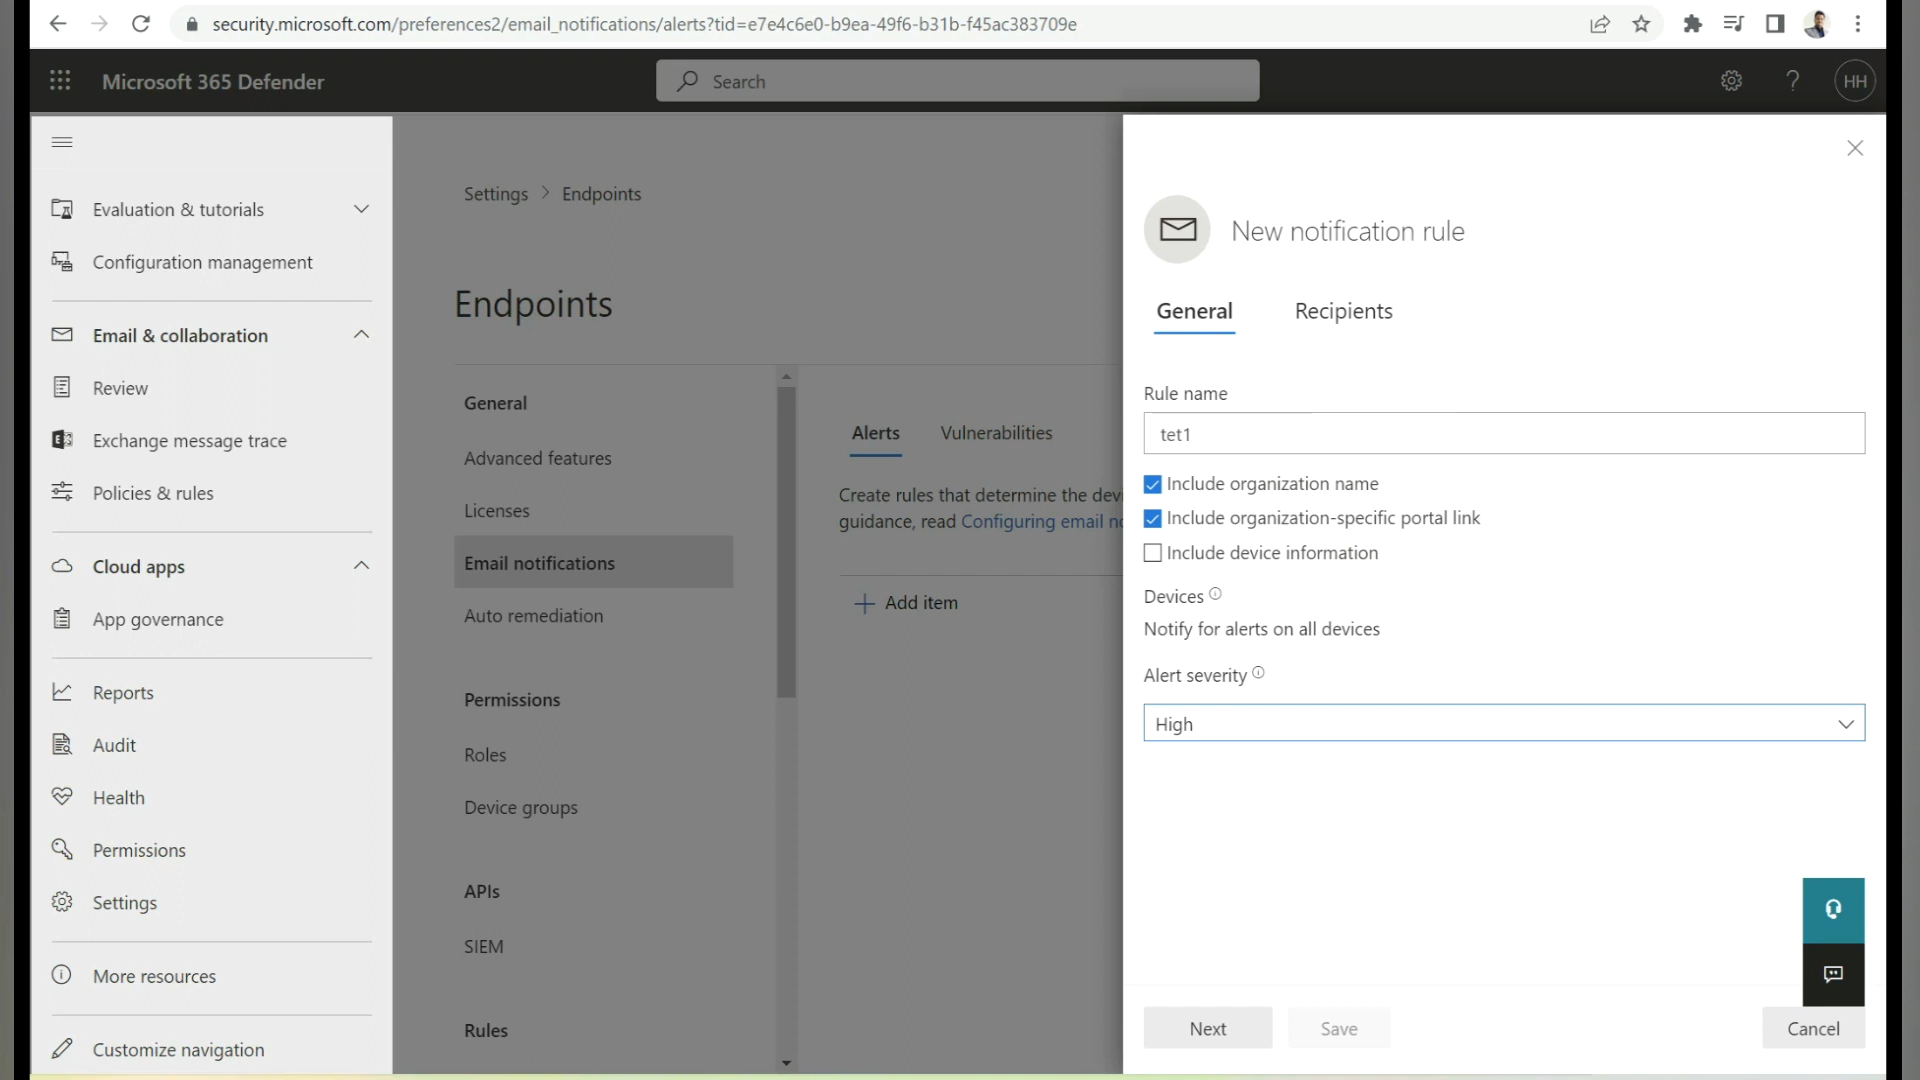 security.microsoft.com/preferences2/email_notifications/alerts?tid=e7e4c6e0-b9ea-49f6-b31b-f45ac383709e
Microsoft 365 Defender
Search
?
HH
Evaluation & tutorials
Configuration management
Email & collaboration
Review
Exchange message trace
Policies & rules
Cloud apps
App governance
Reports
Audit
Health
Permissions
Settings
More resources
Customize navigation
Settings > Endpoints
Endpoints
General
Advanced features
Licenses
Email notifications
Auto remediation
Permissions
Roles
Device groups
APIs
SIEM
Rules
Alerts Vulnerabilities
Create rules that determine the devi
guidance, read Configuring email no
+ Add item
New notification rule
General Recipients
Rule name
tet1
Include organization name
Include organization-specific portal link
Include device information
Devices
Notify for alerts on all devices
Alert severity
High
Next Save Cancel